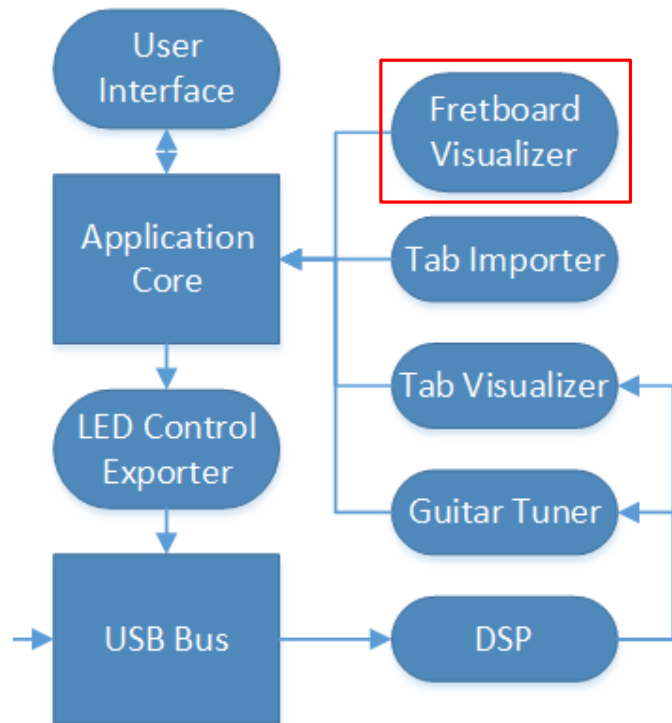 User
Interface
Fretboard
Visualizer
Application
Core
Tab Importer
Tab Visualizer
LED Control
Exporter
Guitar Tuner
USB Bus
DSP